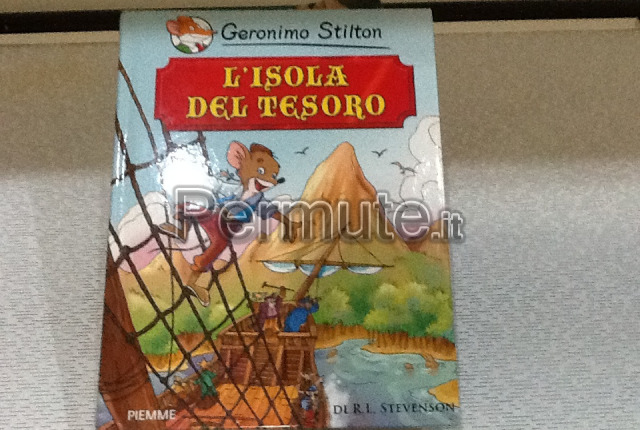 Geronimo Stilton
L'ISOLA
DEL TESORO
Permute.it
PIEMME
DI R.L. STEVENSON